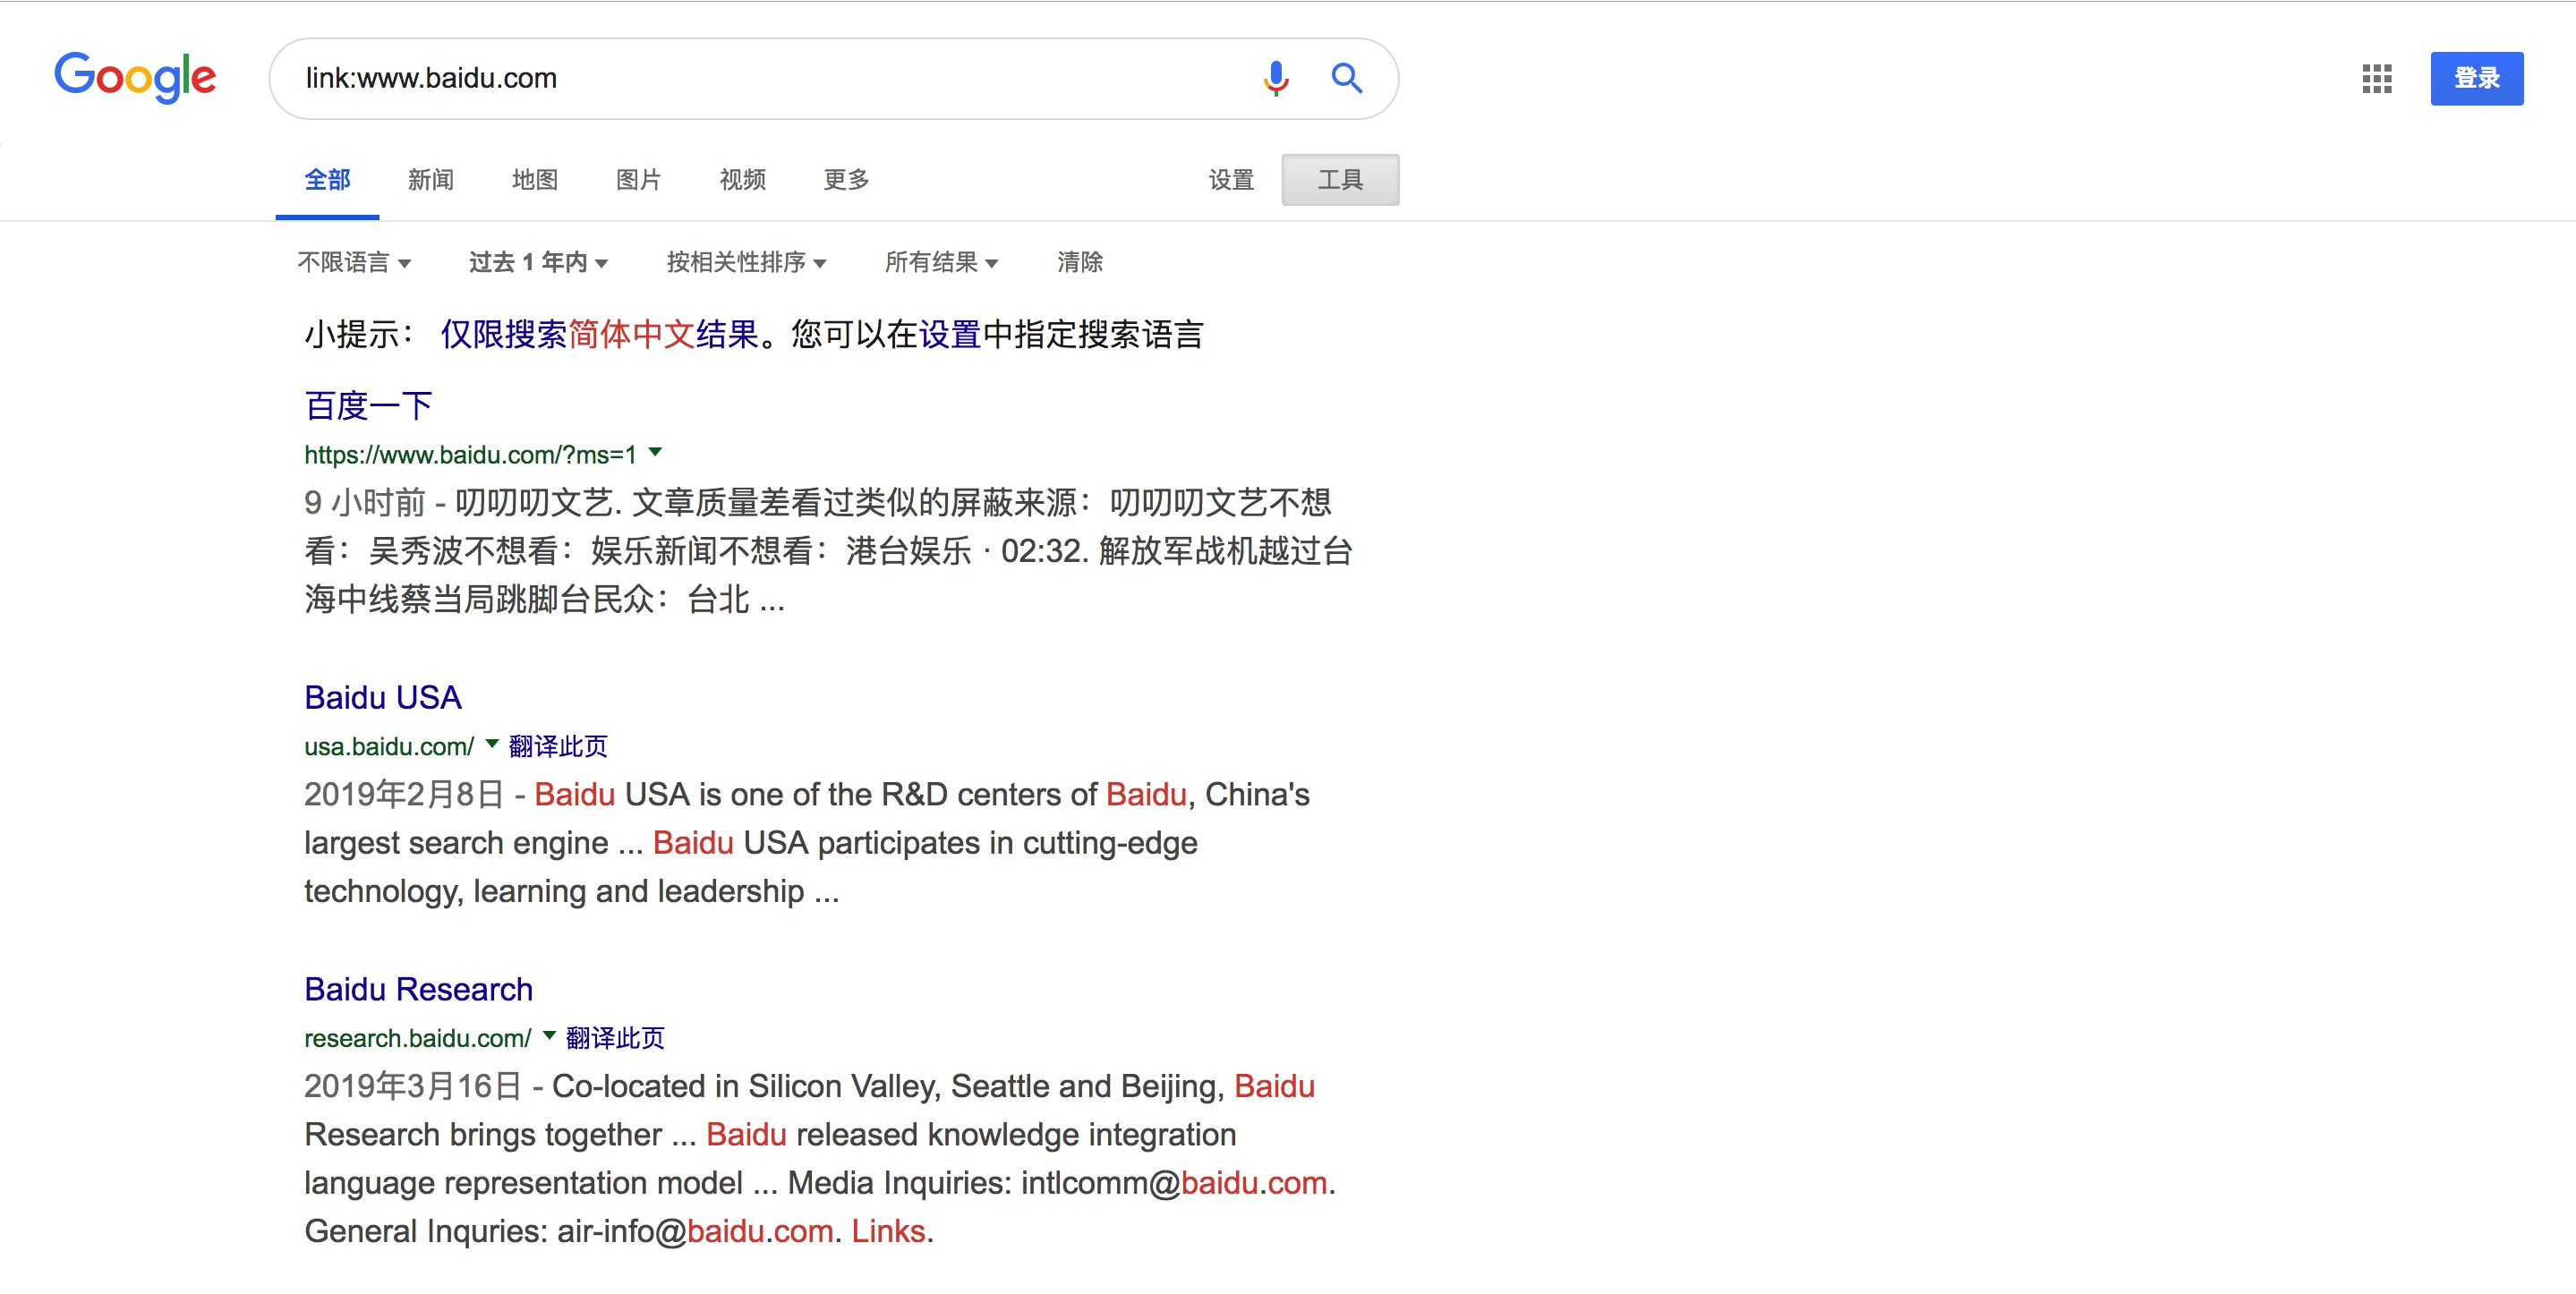 Google
link:www.baidu.com
登录
全部 新闻 地图 图片 视频 更多 设置 工具
不限语言 过去 1 年内 按相关性排序 所有结果 清除
小提示： 仅限搜索简体中文结果。您可以在设置中指定搜索语言
百度一下
https://www.baidu.com/?ms=1
9 小时前 - 叨叨叨文艺. 文章质量差看过类似的屏蔽来源：叨叨叨文艺不想
看：吴秀波不想看：娱乐新闻不想看：港台娱乐 · 02:32. 解放军战机越过台
海中线蔡当局跳脚台民众：台北 ...
Baidu USA
usa.baidu.com/ 翻译此页
2019年2月8日 - Baidu USA is one of the R&D centers of Baidu, China's
largest search engine ... Baidu USA participates in cutting-edge
technology, learning and leadership ...
Baidu Research
research.baidu.com/ 翻译此页
2019年3月16日 - Co-located in Silicon Valley, Seattle and Beijing, Baidu
Research brings together ... Baidu released knowledge integration
language representation model ... Media Inquiries: intlcomm@baidu.com.
General Inquries: air-info@baidu.com. Links.